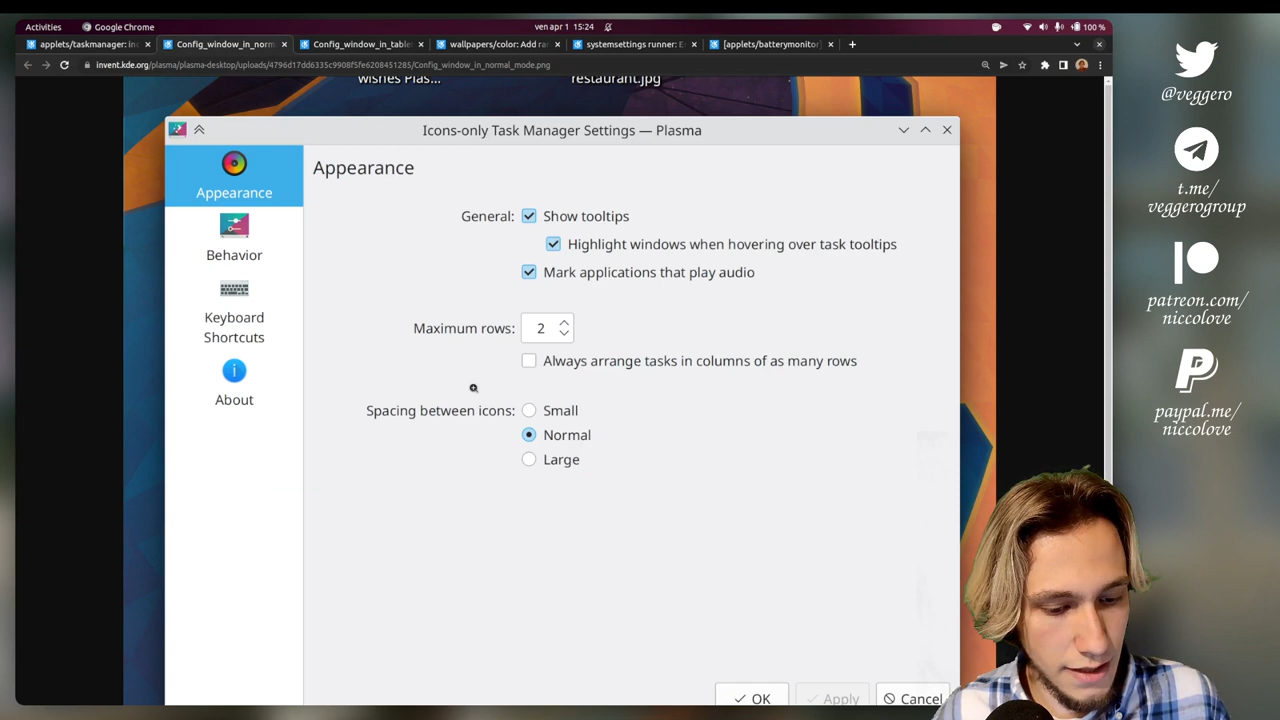 Activities
Google Chrome
ven apr 1 15:24
100 %
applets/taskmanager: in
Config_window_in_norm
Config_window_in_table
wallpapers/color: Add ra
systemsettings runner: E
[applets/batterymonitor]
invent.kde.org/plasma/plasma-desktop/uploads/4796d17dd6335c9908f5fe6208451285/Config_window_in_normal_mode.png
wishes Plas...
restaurant.jpg
Icons-only Task Manager Settings — Plasma
Appearance
Behavior
Keyboard
Shortcuts
About
Appearance
General:
Show tooltips
Highlight windows when hovering over task tooltips
Mark applications that play audio
Maximum rows:
2
Always arrange tasks in columns of as many rows
Spacing between icons:
Small
Normal
Large
OK
Apply
Cancel
@veggero
t.me/
veggerogroup
patreon.com/
niccolove
paypal.me/
niccolove